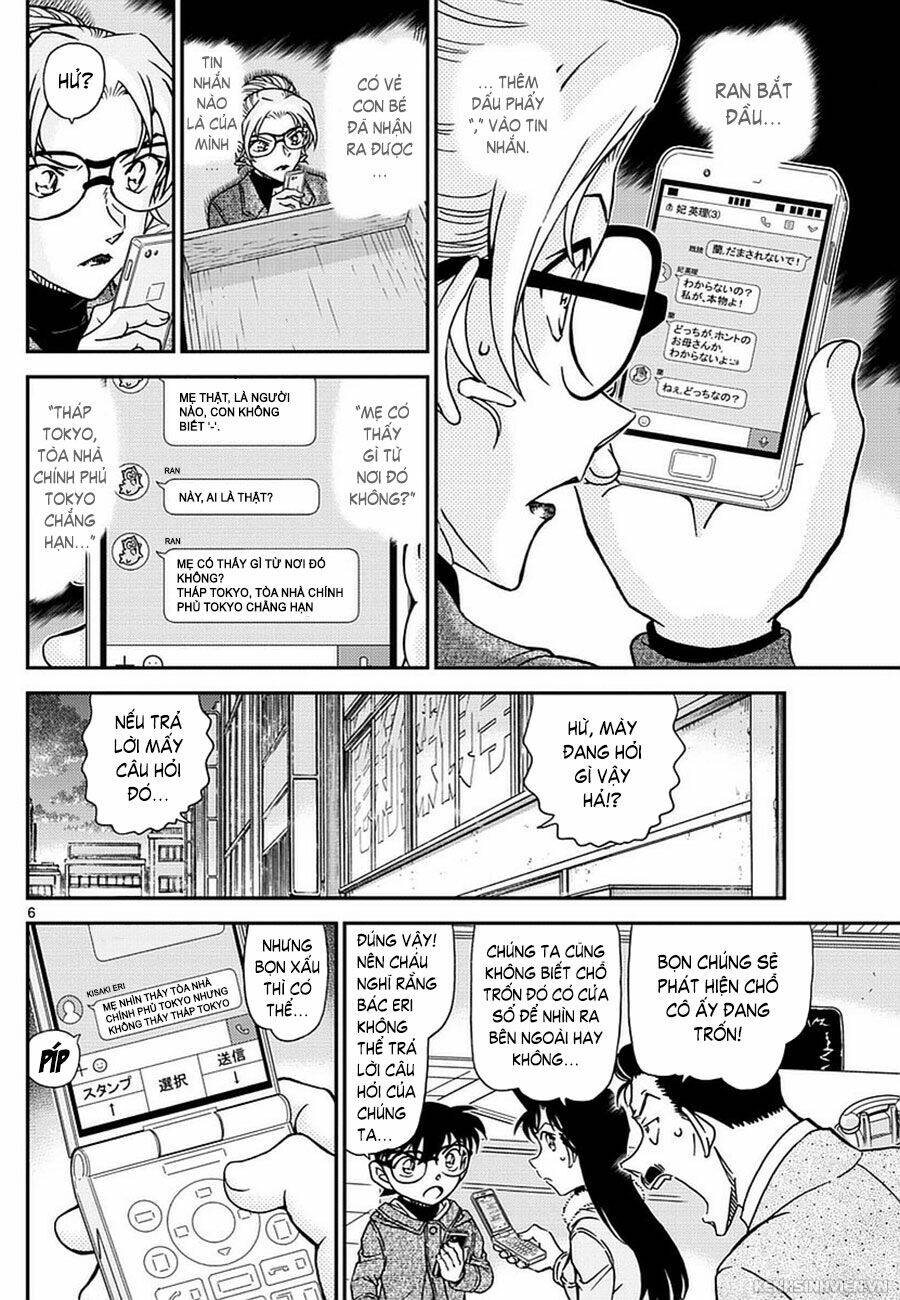 RAN BẮT
ĐẦU...
... THÊM
DẤU PHẨY
“,” VÀO TIN
NHẮN.
妃 英理(3)
既読
蘭、だまされないで!
妃英理
わからないの?
私が、本物よ!
蘭
どっちが、ホントの
お母さんか、
わからないよ
蘭
ねえ、どっちなの?
CÓ VẺ
CON BÉ
ĐÃ NHẬN
RA ĐƯỢC
...
TIN
NHẮN
NÀO
LÀ CỦA
MÌNH
HỬ?
“MẸ CÓ
THẤY
GÌ TỪ
NƠI ĐÓ
KHÔNG?”
MẸ THẬT, LÀ NGƯỜI
NÀO, CON KHÔNG
BIẾT '-'.
RAN
NÀY, AI LÀ THẬT?
RAN
MẸ CÓ THẤY GÌ TỪ NƠI ĐÓ
KHÔNG?
THÁP TOKYO, TÒA NHÀ CHÍNH
PHỦ TOKYO CHẲNG HẠN
“THÁP
TOKYO,
TÒA NHÀ
CHÍNH PHỦ
TOKYO
CHẲNG
HẠN...”
HỪ, MÀY
ĐANG HỎI
GÌ VẬY
HẢ!?
NẾU TRẢ
LỜI MẤY
CÂU HỎI
ĐÓ...
6
BỌN CHÚNG SẼ
PHÁT HIỆN CHỖ
CÔ ẤY ĐANG
TRỐN!
CHÚNG TA CŨNG
KHÔNG BIẾT CHỖ
TRỐN ĐÓ CÓ CỬA
SỔ ĐỂ NHÌN RA
BÊN NGOÀI HAY
KHÔNG...
ĐÚNG VẬY!
NÊN CHÁU
NGHĨ RẰNG
BÁC ERI
KHÔNG
THỂ TRẢ
LỜI CÂU
HỎI CỦA
CHÚNG
TA...
NHƯNG
BỌN XẤU
THÌ CÓ
THỂ...
KISAKI ERI
MẸ NHÌN THẤY TÒA NHÀ
CHÍNH PHỦ TOKYO NHƯNG
KHÔNG THẤY THÁP TOKYO
PÍP
スタンプ
選択
送信
KENHSINHVIEN.VN